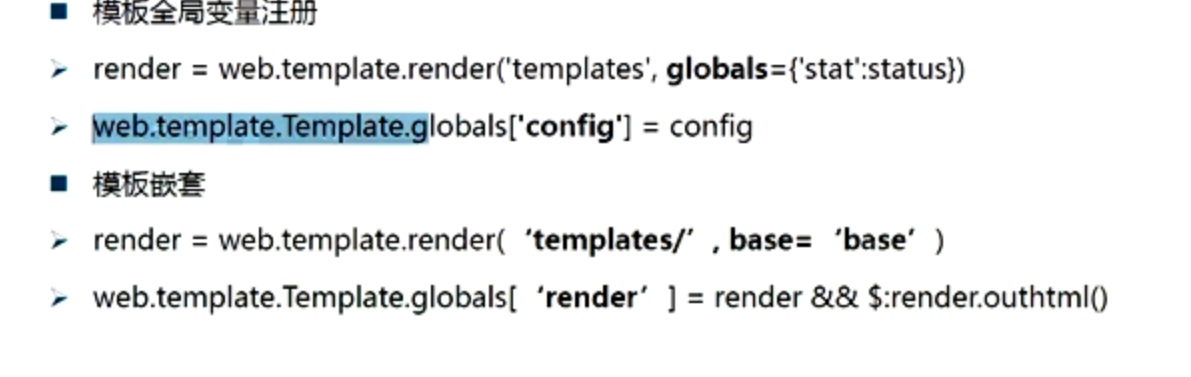 模板全局变量注册
render = web.template.render('templates', globals={'stat':status})
web.template.Template.globals['config'] = config
模板嵌套
render = web.template.render( ‘templates/’ , base= ‘base’ )
web.template.Template.globals[ ‘render’ ] = render && $:render.outhtml()